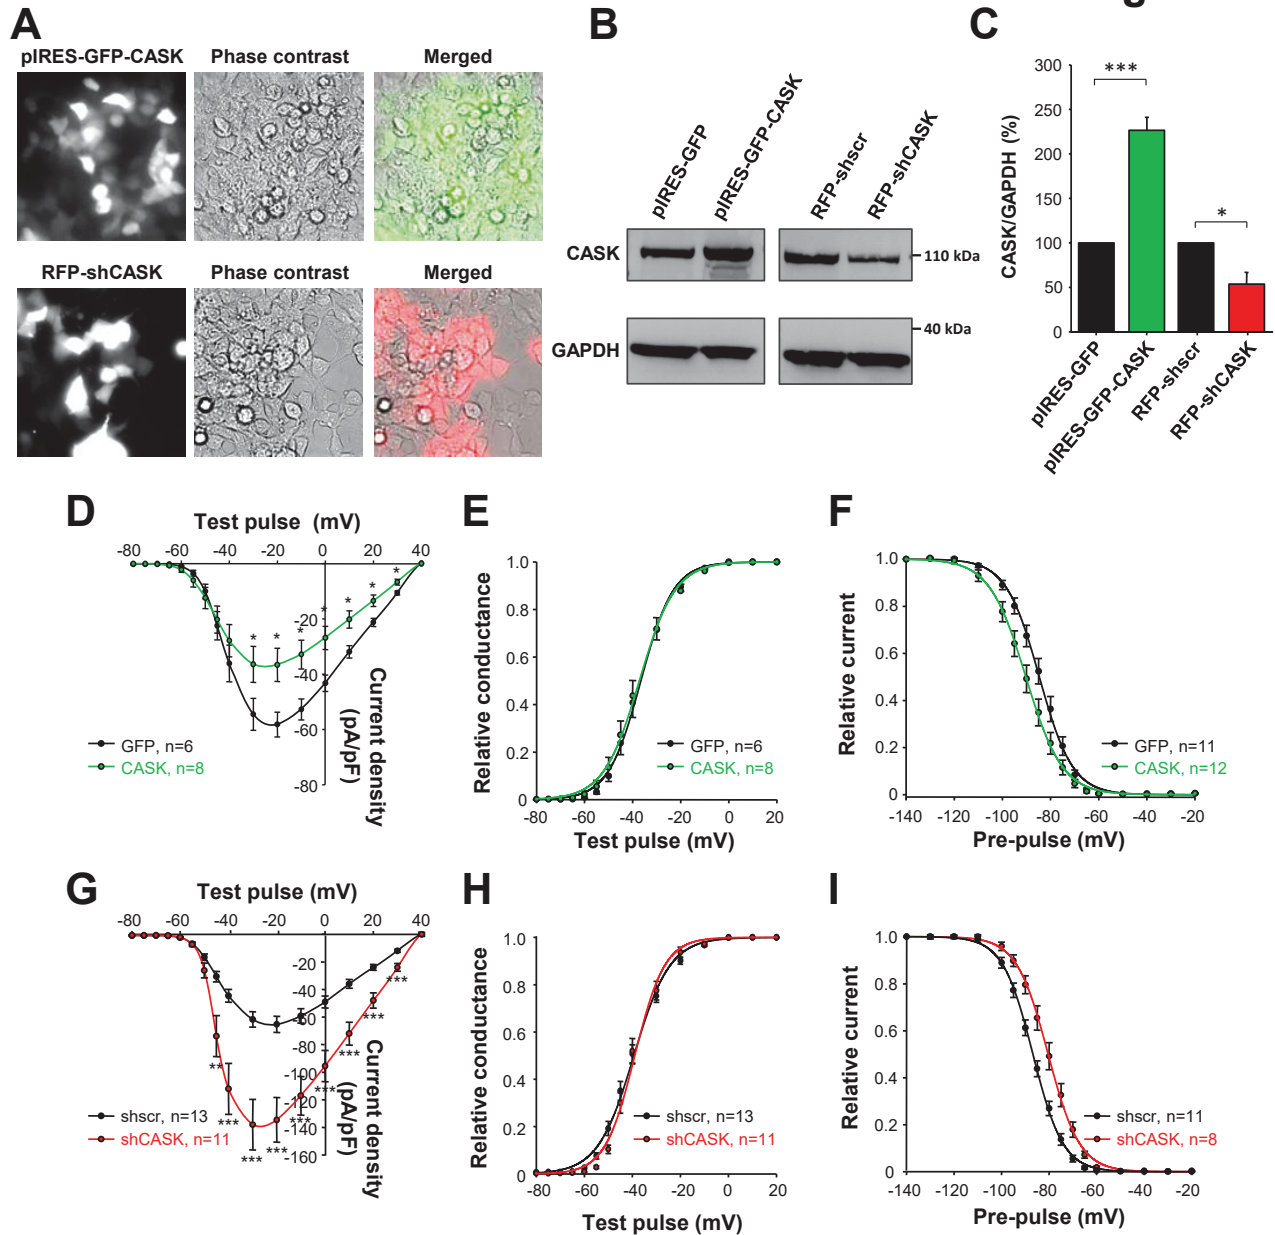 A
pIRES-GFP-CASK Phase contrast Merged
RFP-shCASK Phase contrast Merged
B
pIRES-GFP
pIRES-GFP-CASK
RFP-shscr
RFP-shCASK
CASK
110 kDa
40 kDa
GAPDH
C
CASK/GAPDH (%)
300
250
200
150
100
50
0
***
*
pIRES-GFP
pIRES-GFP-CASK
RFP-shscr
RFP-shCASK
D
Test pulse (mV)
-80 -60 -40 -20 0 20 40
-20
-40
-60
-80
* * * * * * *
Current density
(pA/pF)
GFP, n=6
CASK, n=8
E
Relative conductance
1.0
0.8
0.6
0.4
0.2
0
GFP, n=6
CASK, n=8
-80 -60 -40 -20 0 20
Test pulse (mV)
F
Relative current
1.0
0.8
0.6
0.4
0.2
0
GFP, n=11
CASK, n=12
-140 -120 -100 -80 -60 -40 -20
Pre-pulse (mV)
G
Test pulse (mV)
-80 -60 -40 -20 0 20 40
-20
-40
-60
-80
-100
-120
-140
-160
** *** *** *** *** *** *** *** ***
Current density
(pA/pF)
shscr, n=13
shCASK, n=11
H
Relative conductance
1.0
0.8
0.6
0.4
0.2
0
shscr, n=13
shCASK, n=11
-80 -60 -40 -20 0 20
Test pulse (mV)
I
Relative current
1.0
0.8
0.6
0.4
0.2
0
shscr, n=11
shCASK, n=8
-140 -120 -100 -80 -60 -40 -20
Pre-pulse (mV)